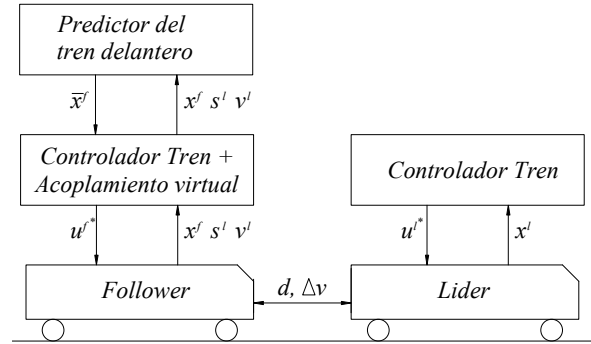 Predictor del
tren delantero
x̅ᶠ
xᶠ sˡ vˡ
Controlador Tren +
Acoplamiento virtual
Controlador Tren
uᶠ*
xᶠ sˡ vˡ
uˡ*
xˡ
Follower
d, Δv
Lider